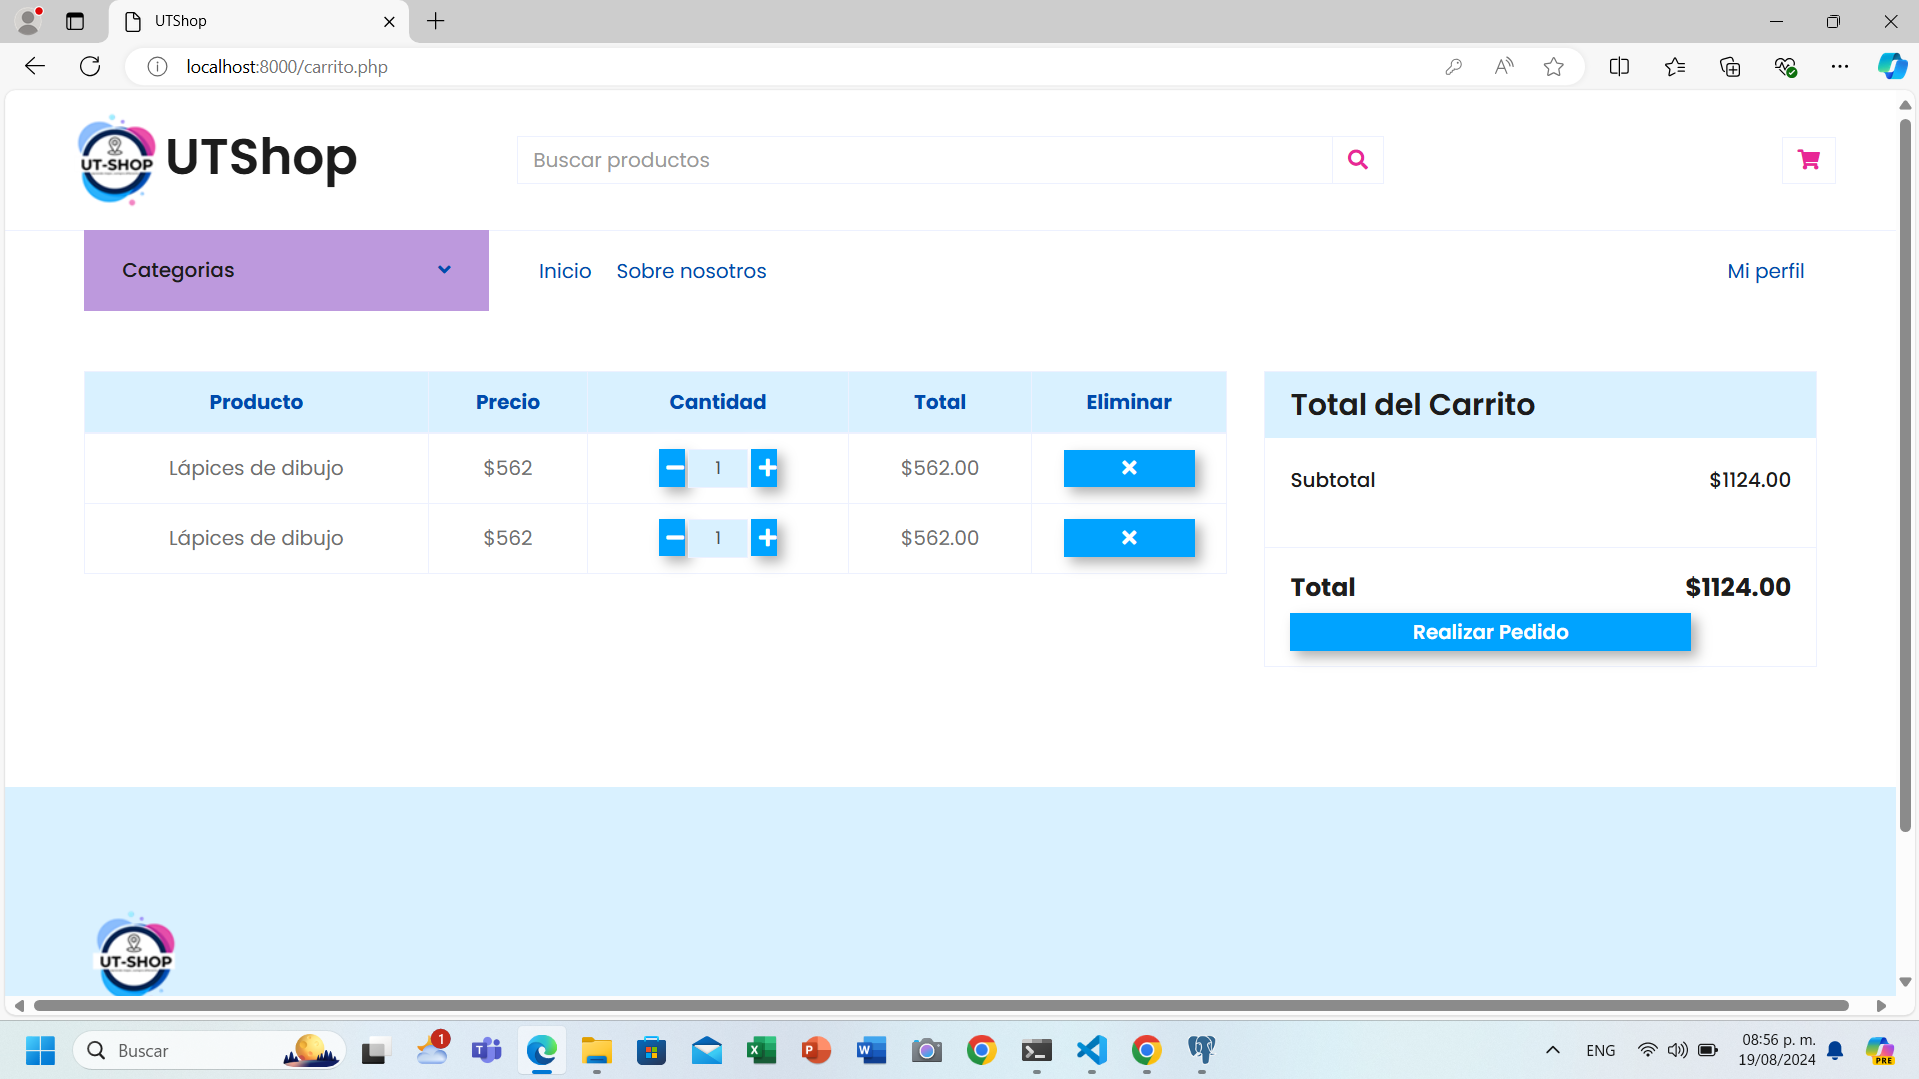 UTShop
localhost:8000/carrito.php
UT-SHOP
UTShop
Buscar productos
Categorias
Inicio
Sobre nosotros
Mi perfil
Producto Precio Cantidad Total Eliminar
Lápices de dibujo $562 1 $562.00
Lápices de dibujo $562 1 $562.00
Total del Carrito
Subtotal $1124.00
Total $1124.00
Realizar Pedido
UT-SHOP
Buscar
1
ENG
08:56 p. m.
19/08/2024
PRE